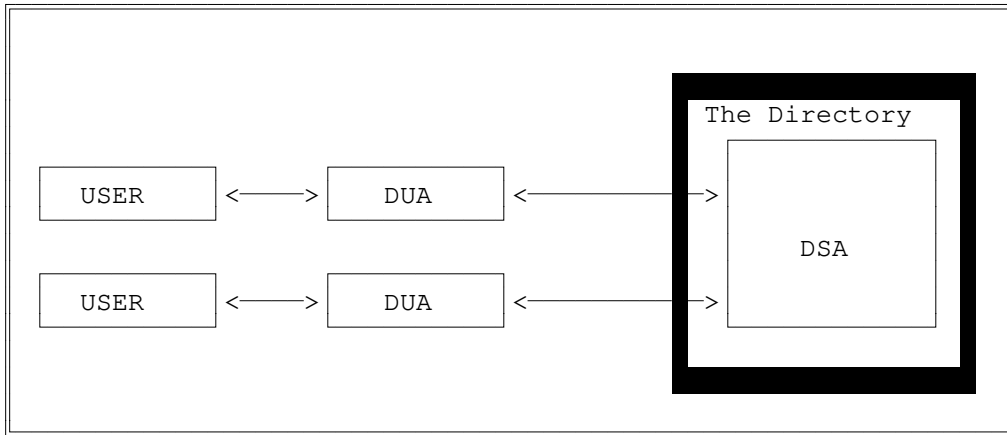 The Directory
USER <——> DUA <————>
DSA
USER <——> DUA <————>